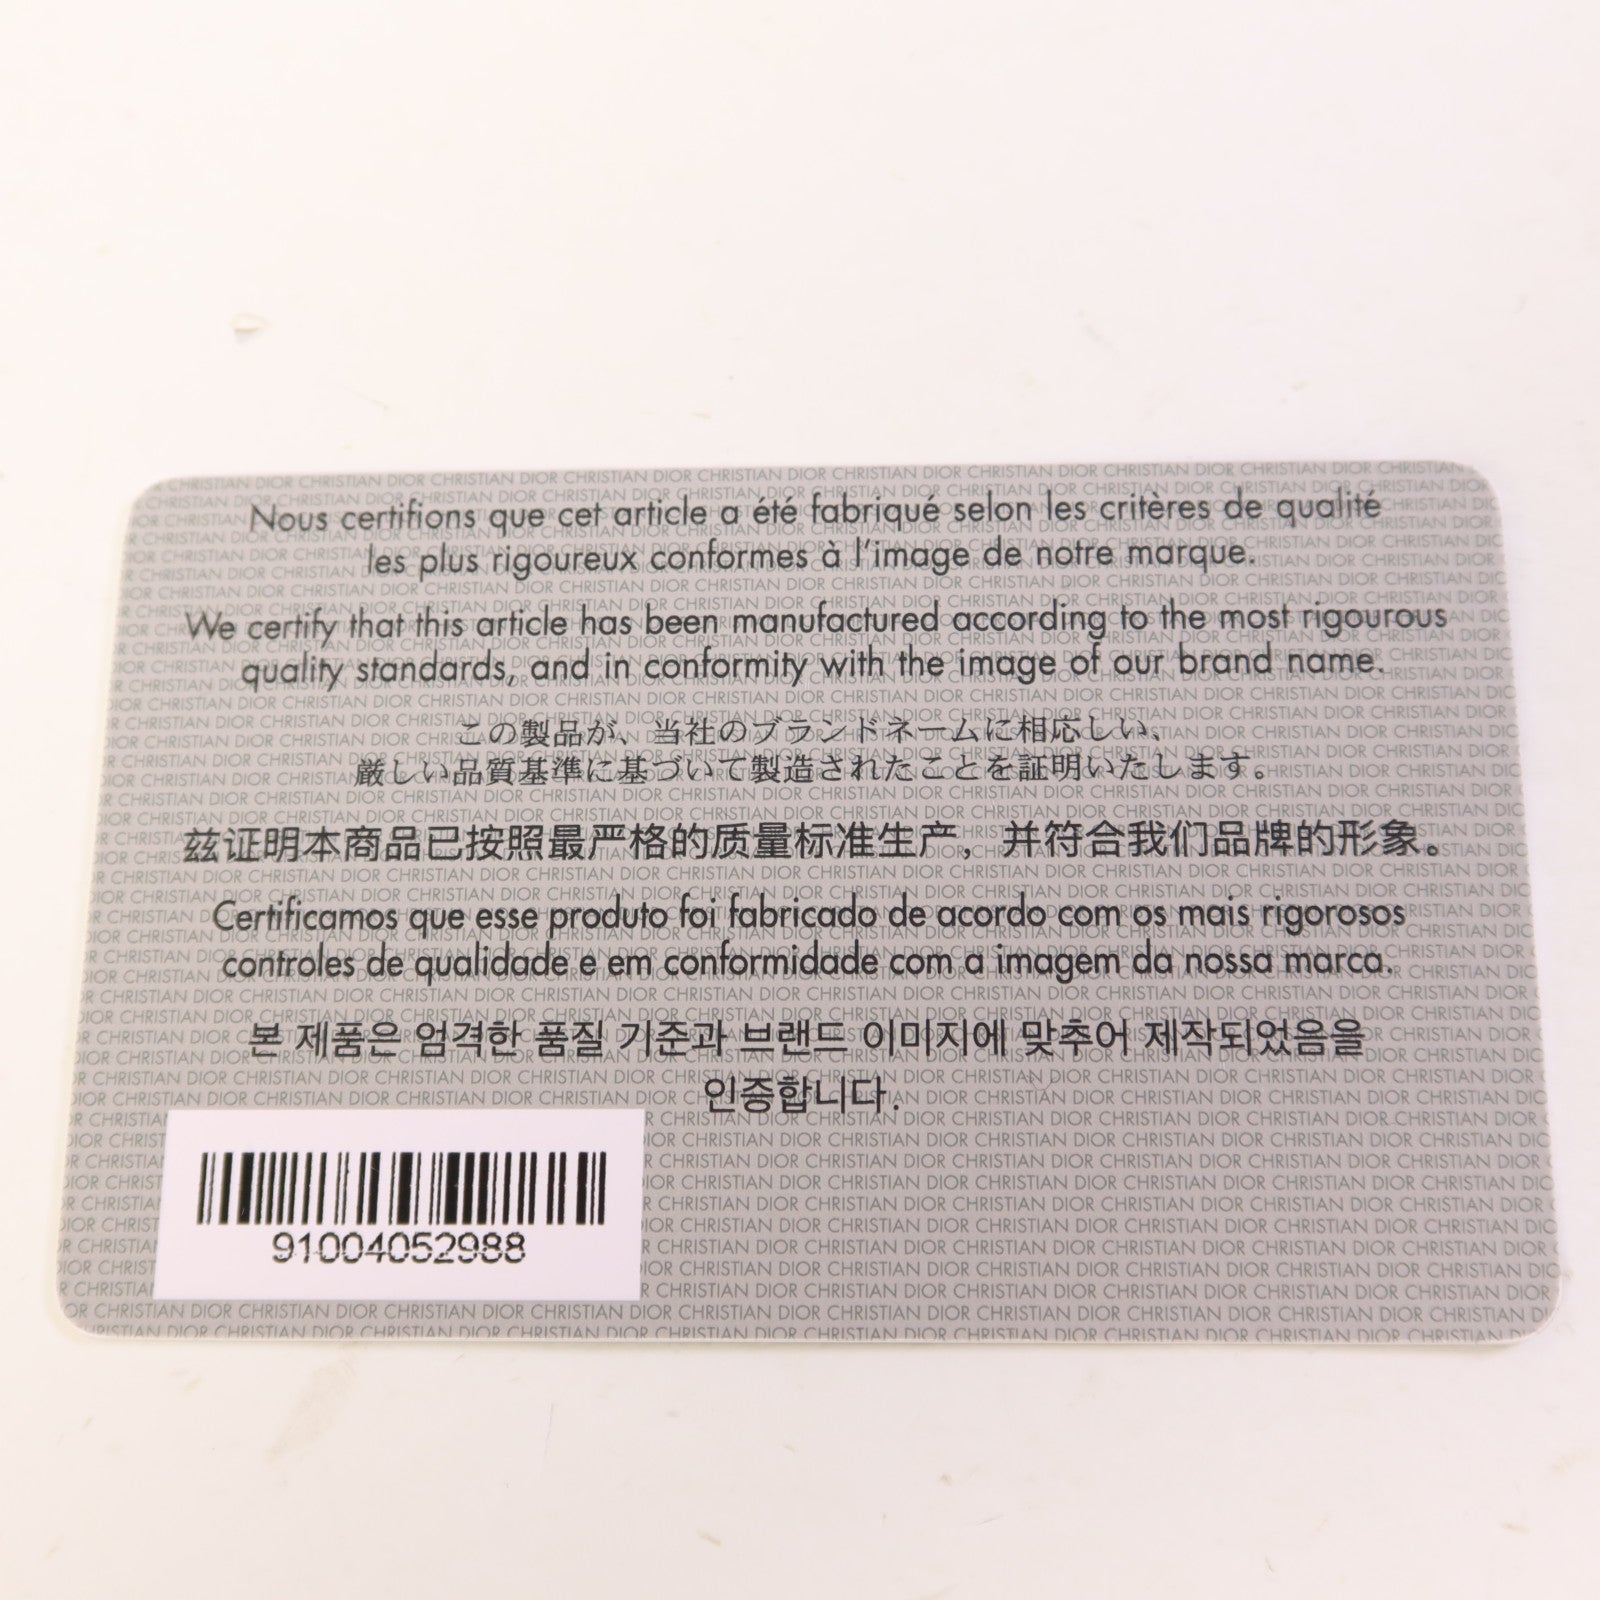 Nous certifions que cet article a été fabriqué selon les critères de qualité
les plus rigoureux conformes à l'image de notre marque.
We certify that this article has been manufactured according to the most rigourous
quality standards, and in conformity with the image of our brand name.
この製品が、当社のブランドネームに相応しい、
厳しい品質基準に基づいて製造されたことを証明いたします。
兹证明本商品已按照最严格的质量标准生产，并符合我们品牌的形象。
Certificamos que esse produto foi fabricado de acordo com os mais rigorosos
controles de qualidade e em conformidade com a imagem da nossa marca.
본 제품은 엄격한 품질 기준과 브랜드 이미지에 맞추어 제작되었음을
인증합니다.
91004052988